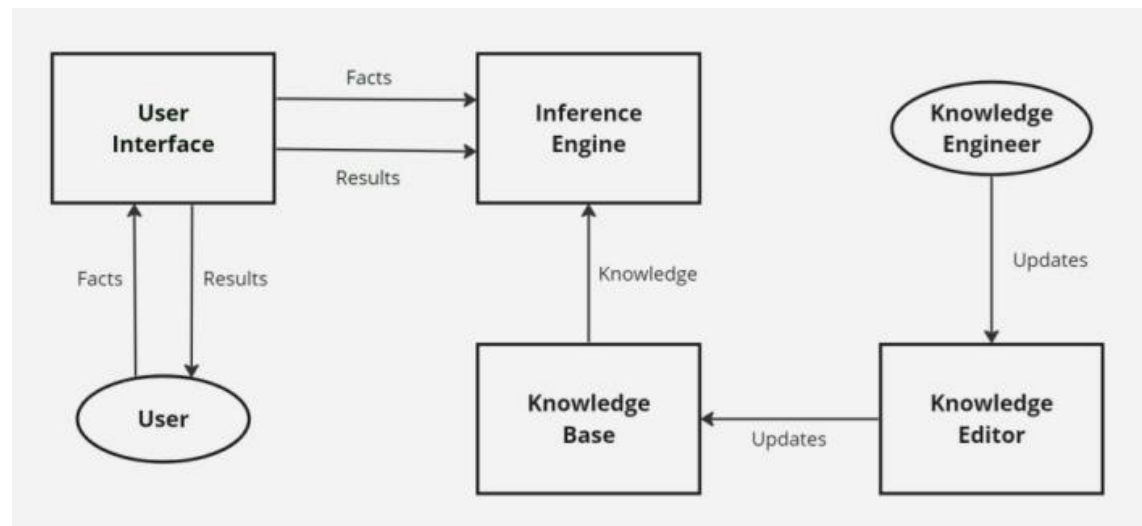 User
Interface
Facts
Results
Inference
Engine
Knowledge
Engineer
Facts
Results
Knowledge
Updates
User
Knowledge
Base
Updates
Knowledge
Editor